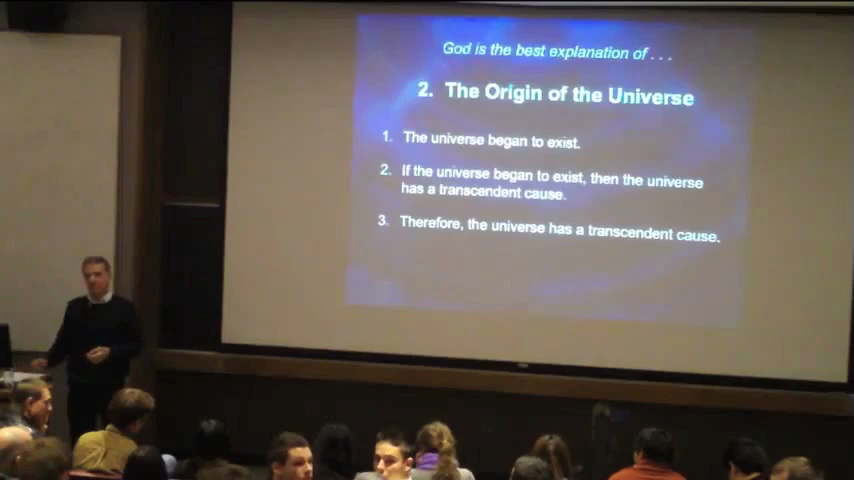 God is the best explanation of . . .
2. The Origin of the Universe
1. The universe began to exist.
2. If the universe began to exist, then the universe
has a transcendent cause.
3. Therefore, the universe has a transcendent cause.